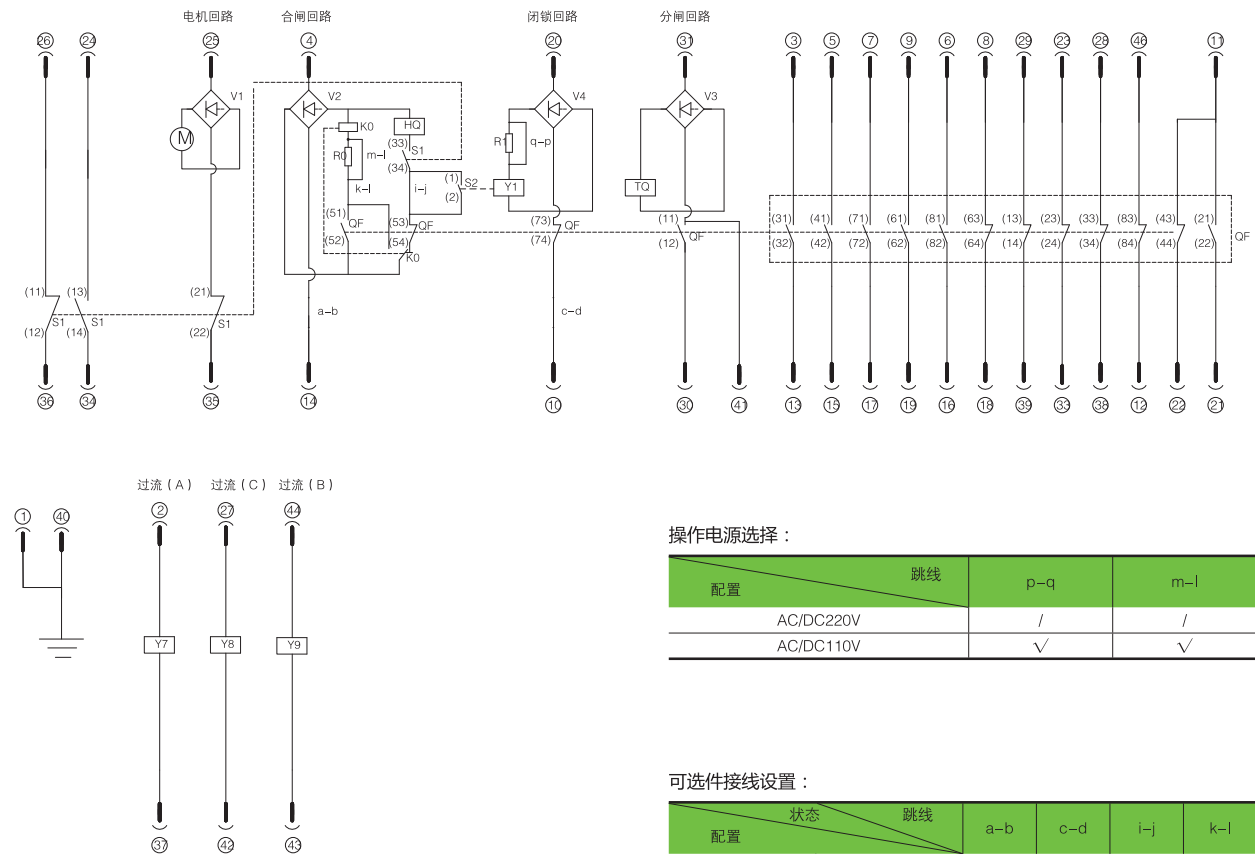 电机回路 合闸回路 闭锁回路 分闸回路
26 24 25 4 20 31 3 5 7 9 6 8 29 23 28 46 11
V1 V2 V4 V3
M K0 HQ R1 q-p
(33) S1
R0 m-l (34)
k-l i-j (1) S2 (2) Y1 TQ
(51) QF (53) QF (73) QF (11) QF (31) (41) (71) (61) (81) (63) (13) (23) (33) (83) (43) (21) QF
(52) (54) (74) (12) (32) (42) (72) (62) (82) (64) (14) (24) (34) (84) (44) (22)
K0
(11) (13) (21)
S1 S1 S1 a-b c-d
(12) (14) (22)
36 34 35 14 10 30 41 13 15 17 19 16 18 39 33 38 12 22 21
过流（A） 过流（C） 过流（B）
1 40 2 27 44
Y7 Y8 Y9
37 42 43
操作电源选择：
配置 跳线 p-q m-l
AC/DC220V / /
AC/DC110V √ √
可选件接线设置：
配置 状态 跳线 a-b c-d i-j k-l